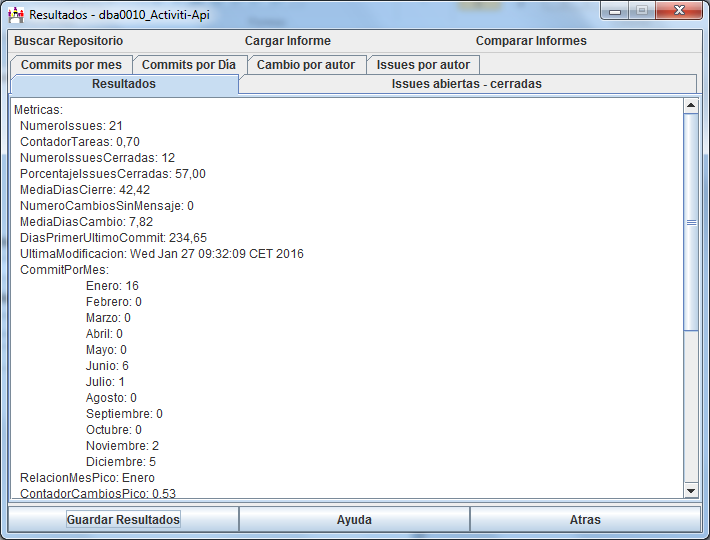 Resultados - dba0010_Activiti-Api
Buscar Repositorio Cargar Informe Comparar Informes
Commits por mes Commits por Día Cambio por autor Issues por autor
Resultados Issues abiertas - cerradas
Metricas:
NumeroIssues: 21
ContadorTareas: 0,70
NumeroIssuesCerradas: 12
PorcentajeIssuesCerradas: 57,00
MediaDiasCierre: 42,42
NumeroCambiosSinMensaje: 0
MediaDiasCambio: 7,82
DiasPrimerUltimoCommit: 234,65
UltimaModificacion: Wed Jan 27 09:32:09 CET 2016
CommitPorMes:
Enero: 16
Febrero: 0
Marzo: 0
Abril: 0
Mayo: 0
Junio: 6
Julio: 1
Agosto: 0
Septiembre: 0
Octubre: 0
Noviembre: 2
Diciembre: 5
RelacionMesPico: Enero
ContadorCambiosPico: 0,53
Guardar Resultados Ayuda Atras